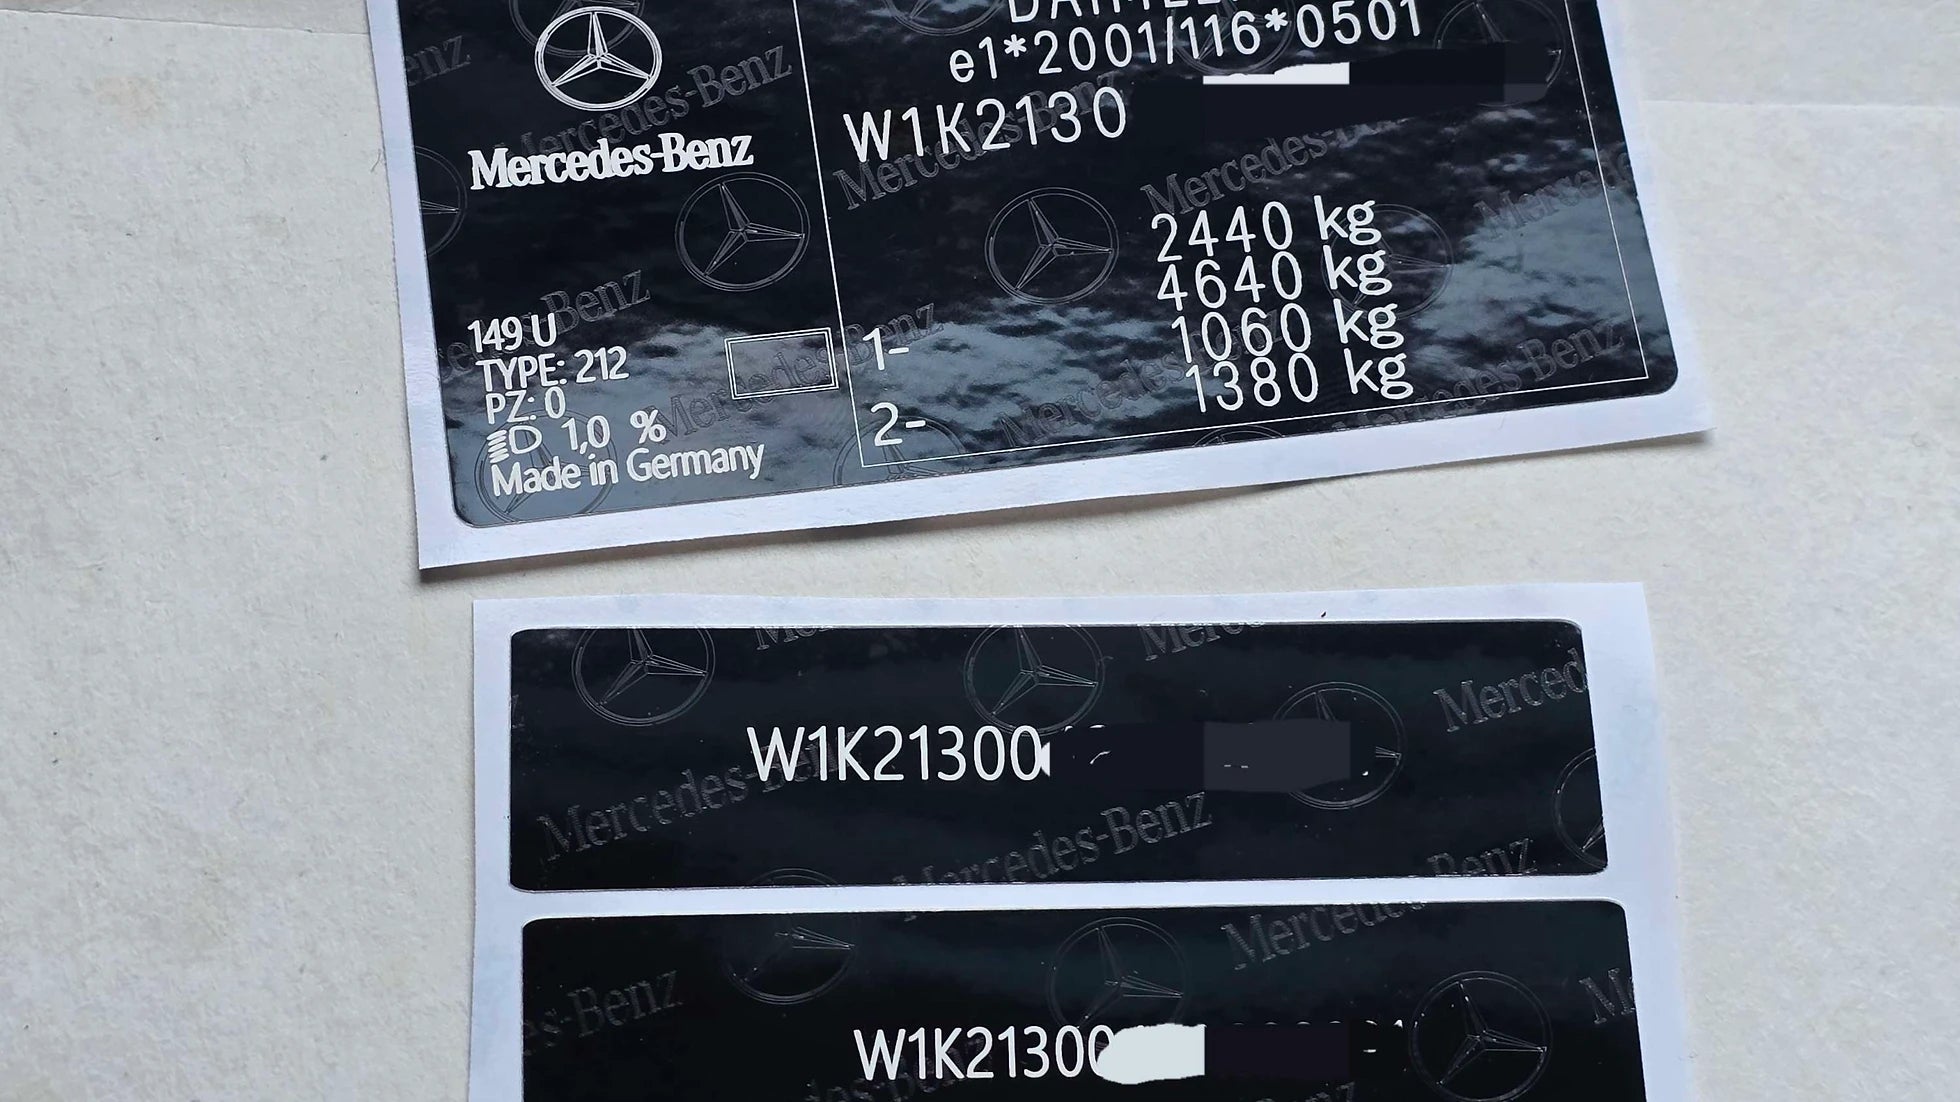 e1*2001/116*0501
W1K2130
Mercedes-Benz
2440 kg
4640 kg
1- 1060 kg
2- 1380 kg
149 U
TYPE: 212
PZ: 0
1,0 %
Made in Germany
W1K21300
W1K21300